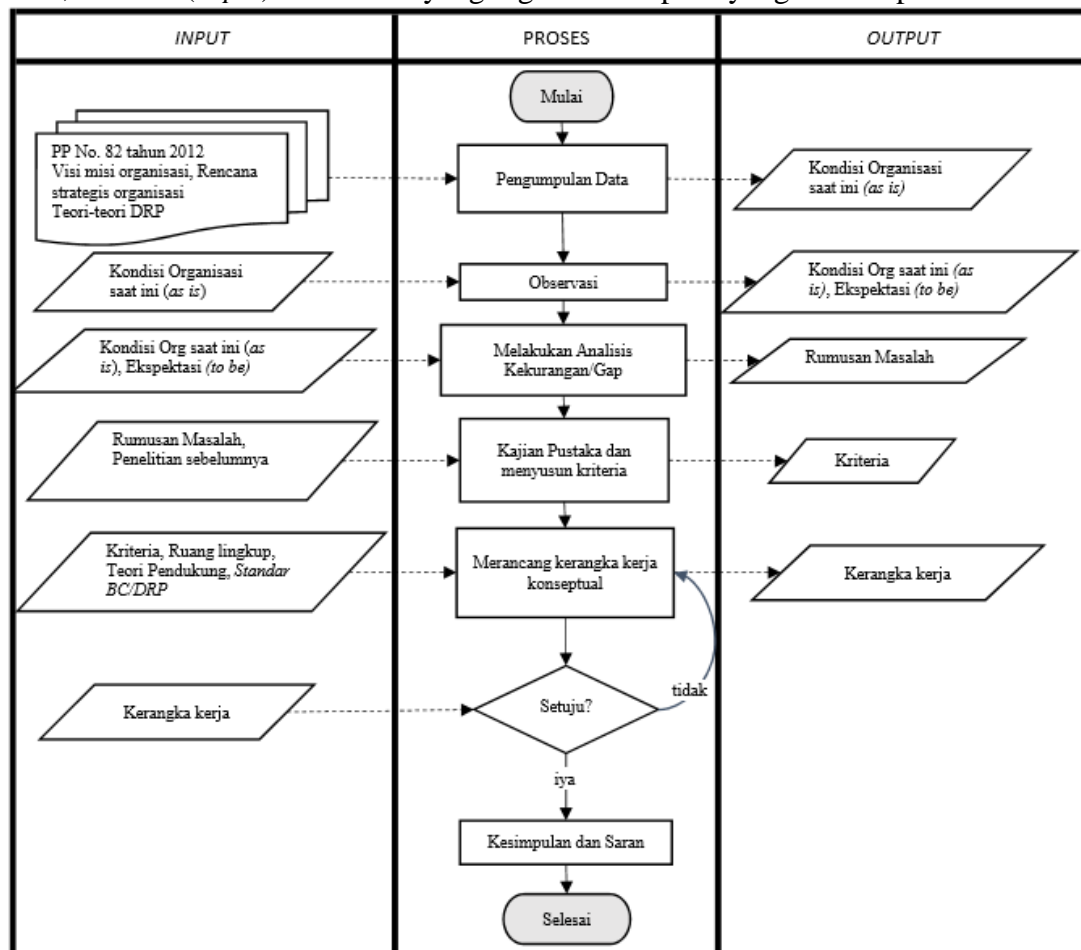 INPUT
PROSES
OUTPUT
Mulai
PP No. 82 tahun 2012
Visi misi organisasi, Rencana
strategis organisasi
Teori-teori DRP
Pengumpulan Data
Kondisi Organisasi
saat ini (as is)
Kondisi Organisasi
saat ini (as is)
Observasi
Kondisi Org saat ini (as
is), Ekspektasi (to be)
Kondisi Org saat ini (as
is), Ekspektasi (to be)
Melakukan Analisis
Kekurangan/Gap
Rumusan Masalah
Rumusan Masalah,
Penelitian sebelumnya
Kajian Pustaka dan
menyusun kriteria
Kriteria
Kriteria, Ruang lingkup,
Teori Pendukung, Standar
BC/DRP
Merancang kerangka kerja
konseptual
Kerangka kerja
Kerangka kerja
Setuju?
tidak
iya
Kesimpulan dan Saran
Selesai